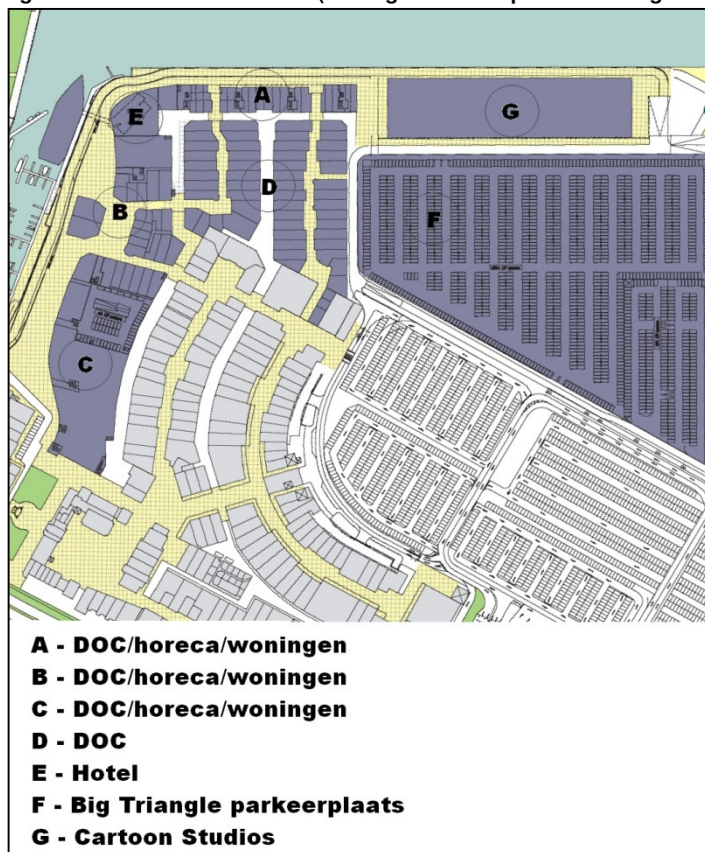 A
E
G
D
B
F
C
A - DOC/horeca/woningen
B - DOC/horeca/woningen
C - DOC/horeca/woningen
D - DOC
E - Hotel
F - Big Triangle parkeerplaats
G - Cartoon Studios